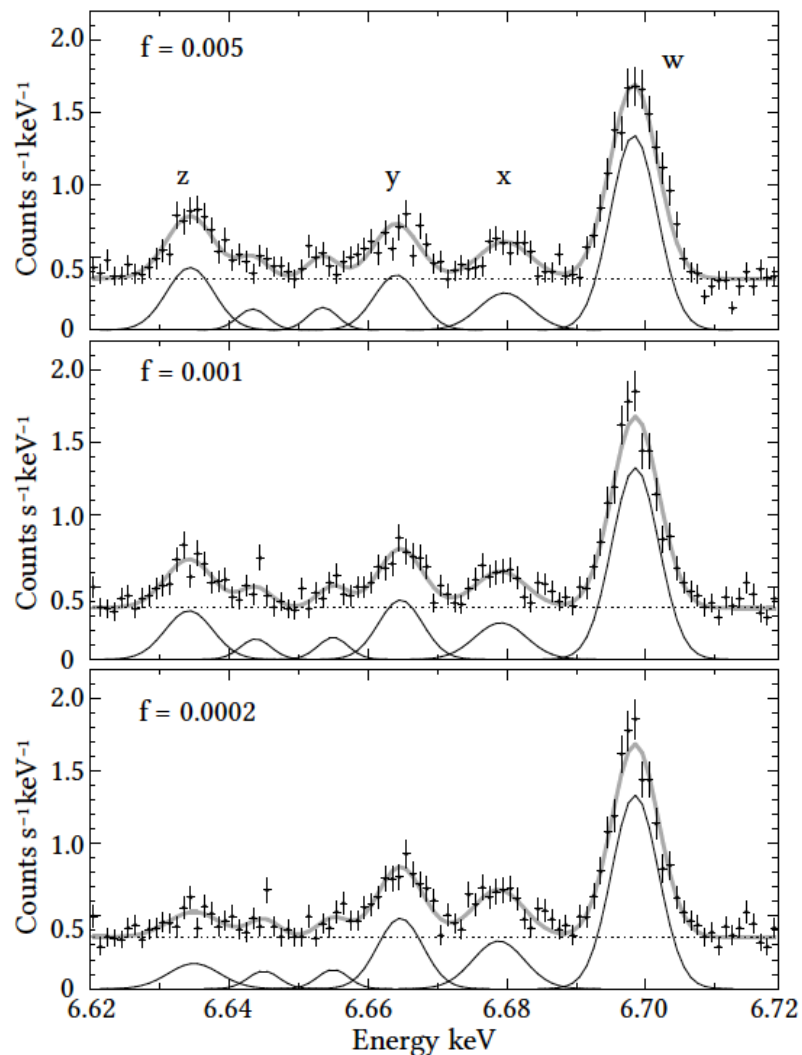 f = 0.005
w
z
y
x
Counts s⁻¹keV⁻¹
2.0
1.5
1.0
0.5
0
f = 0.001
Counts s⁻¹keV⁻¹
2.0
1.5
1.0
0.5
0
f = 0.0002
Counts s⁻¹keV⁻¹
2.0
1.5
1.0
0.5
0
6.62 6.64 6.66 6.68 6.70 6.72
Energy keV